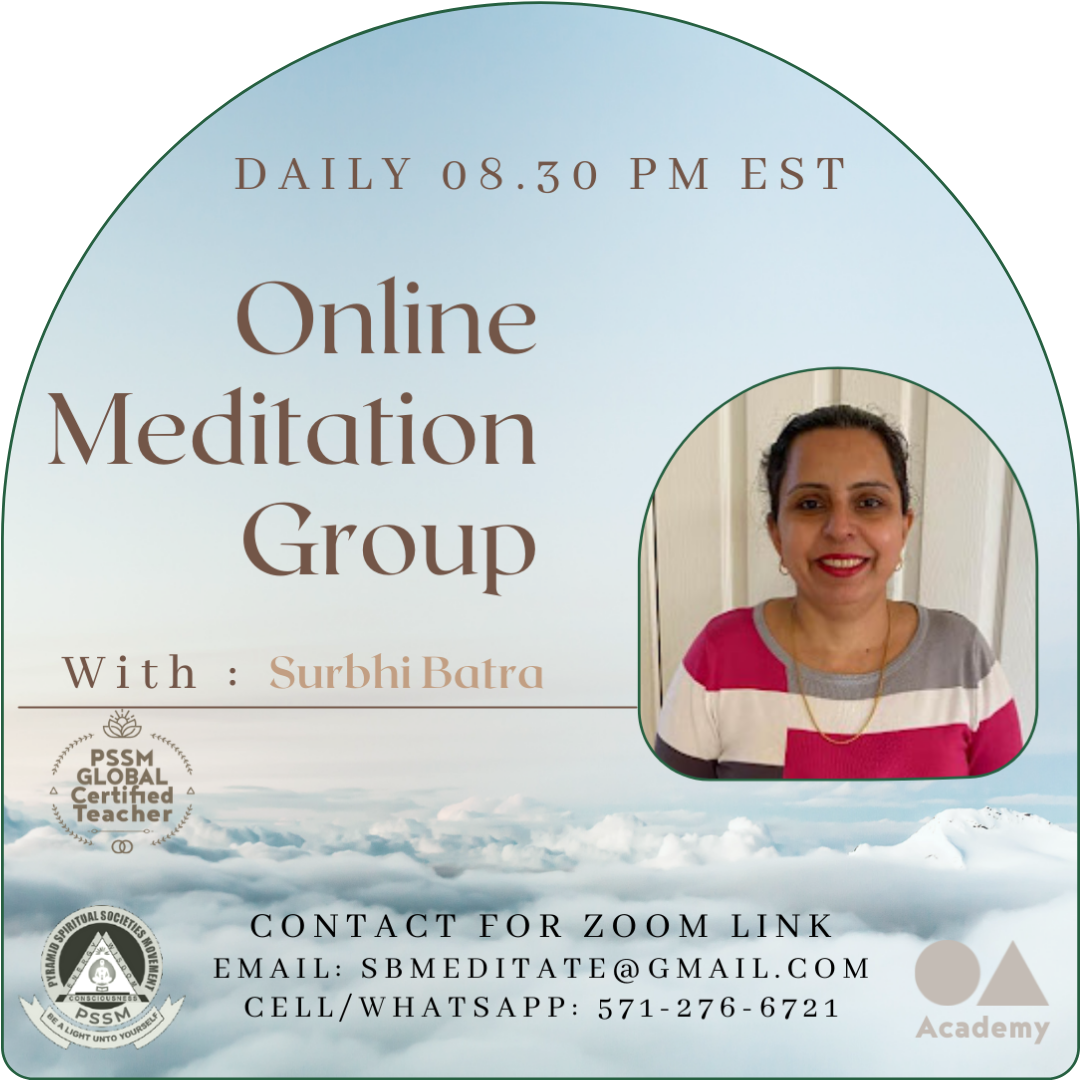 DAILY 08.30 PM EST
Online
Meditation
Group
With : Surbhi Batra
PSSM
GLOBAL
Certified
Teacher
CONTACT FOR ZOOM LINK
EMAIL: SBMEDITATE@GMAIL.COM
CELL/WHATSAPP: 571-276-6721
PYRAMID SPIRITUAL SOCIETIES MOVEMENT
CONSCIOUSNESS
PSSM
BE A LIGHT UNTO YOURSELF
OA
Academy